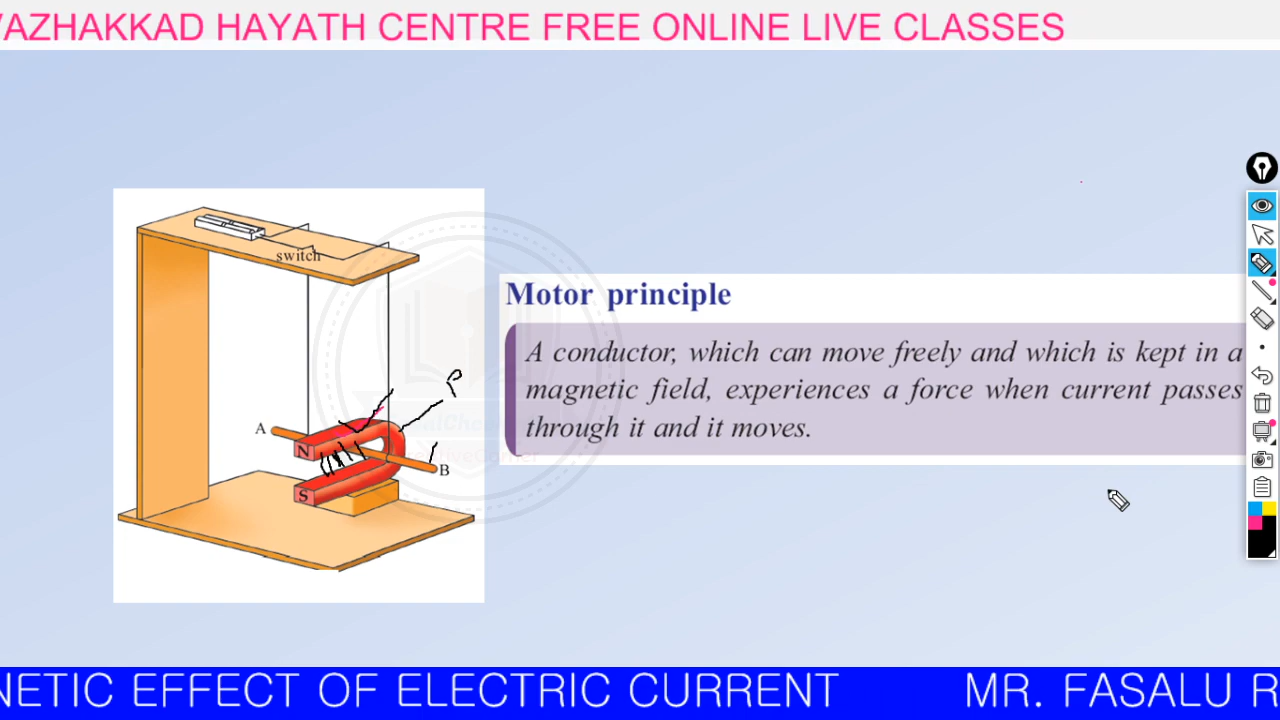 VAZHAKKAD HAYATH CENTRE FREE ONLINE LIVE CLASSES
switch
Motor principle
A conductor, which can move freely and which is kept in a
magnetic field, experiences a force when current passes
through it and it moves.
P
A
N
B
S
NETIC EFFECT OF ELECTRIC CURRENT MR. FASALU R